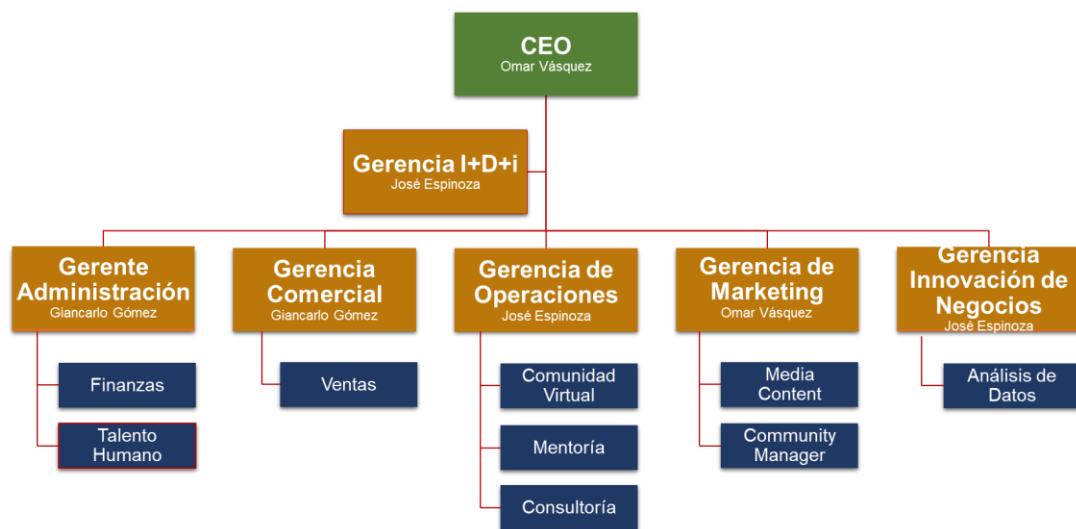 CEO
Omar Vásquez
Gerencia I+D+i
José Espinoza
Gerente
Administración
Giancarlo Gómez
Gerencia
Comercial
Giancarlo Gómez
Gerencia de
Operaciones
José Espinoza
Gerencia de
Marketing
Omar Vásquez
Gerencia
Innovación de
Negocios
José Espinoza
Finanzas
Talento
Humano
Ventas
Comunidad
Virtual
Mentoría
Consultoría
Media
Content
Community
Manager
Análisis de
Datos